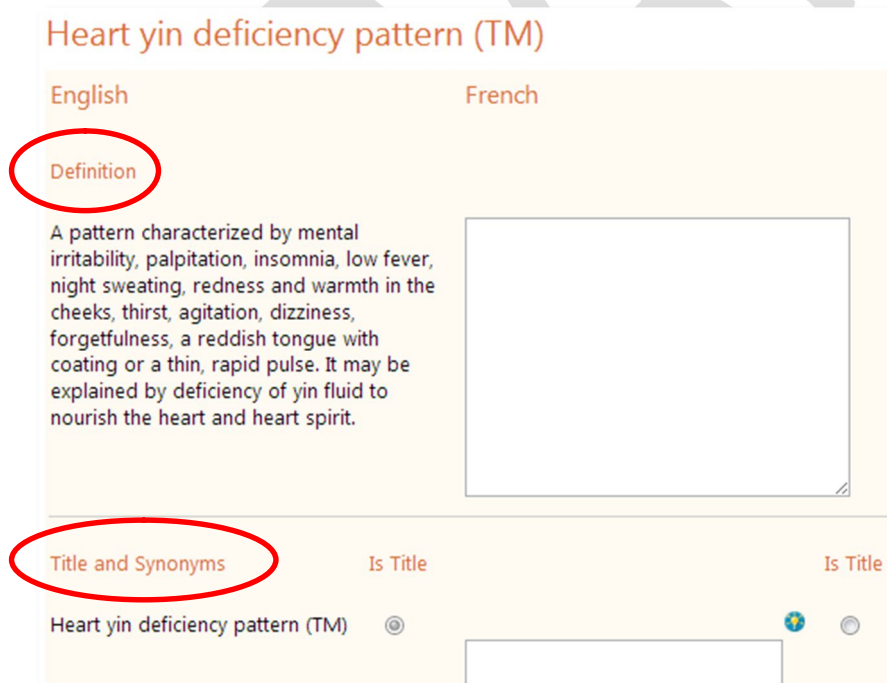 Heart yin deficiency pattern (TM)
English French
Definition
A pattern characterized by mental
irritability, palpitation, insomnia, low fever,
night sweating, redness and warmth in the
cheeks, thirst, agitation, dizziness,
forgetfulness, a reddish tongue with
coating or a thin, rapid pulse. It may be
explained by deficiency of yin fluid to
nourish the heart and heart spirit.
Title and Synonyms Is Title Is Title
Heart yin deficiency pattern (TM)